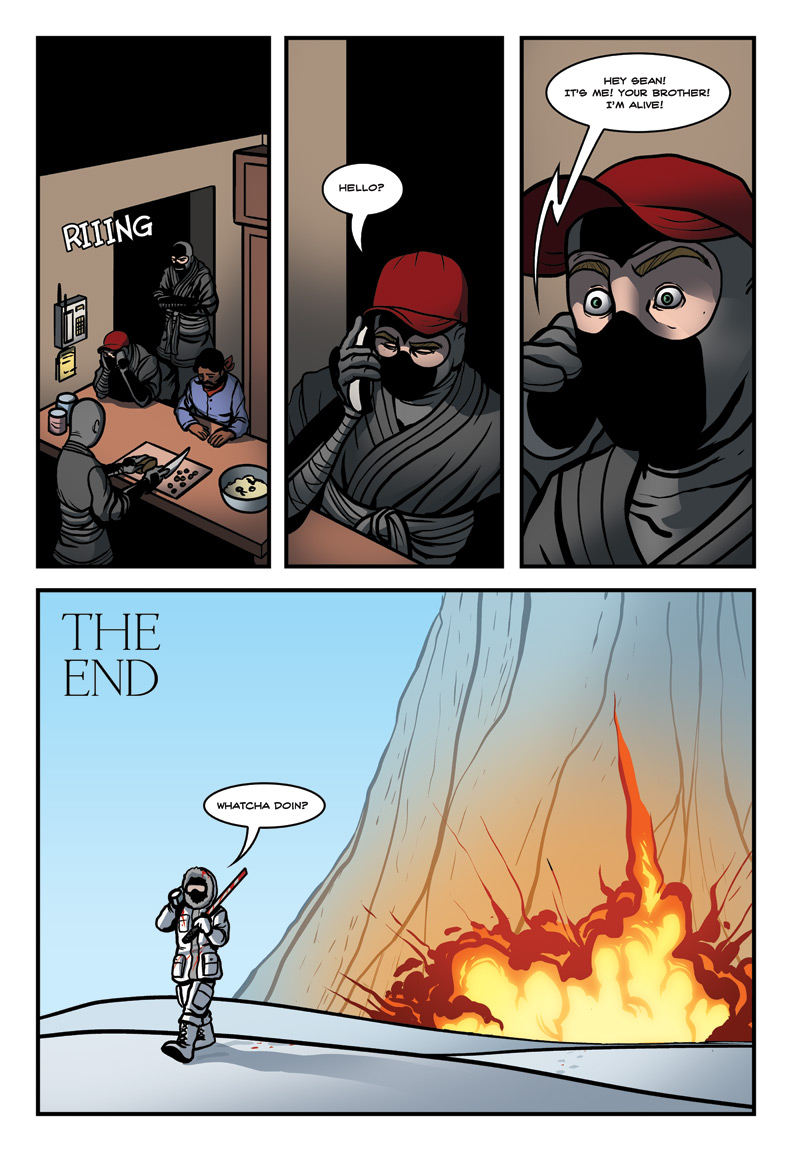 RIIING
HELLO?
HEY SEAN!
IT'S ME! YOUR BROTHER!
I'M ALIVE!
THE
END
WHATCHA DOIN?